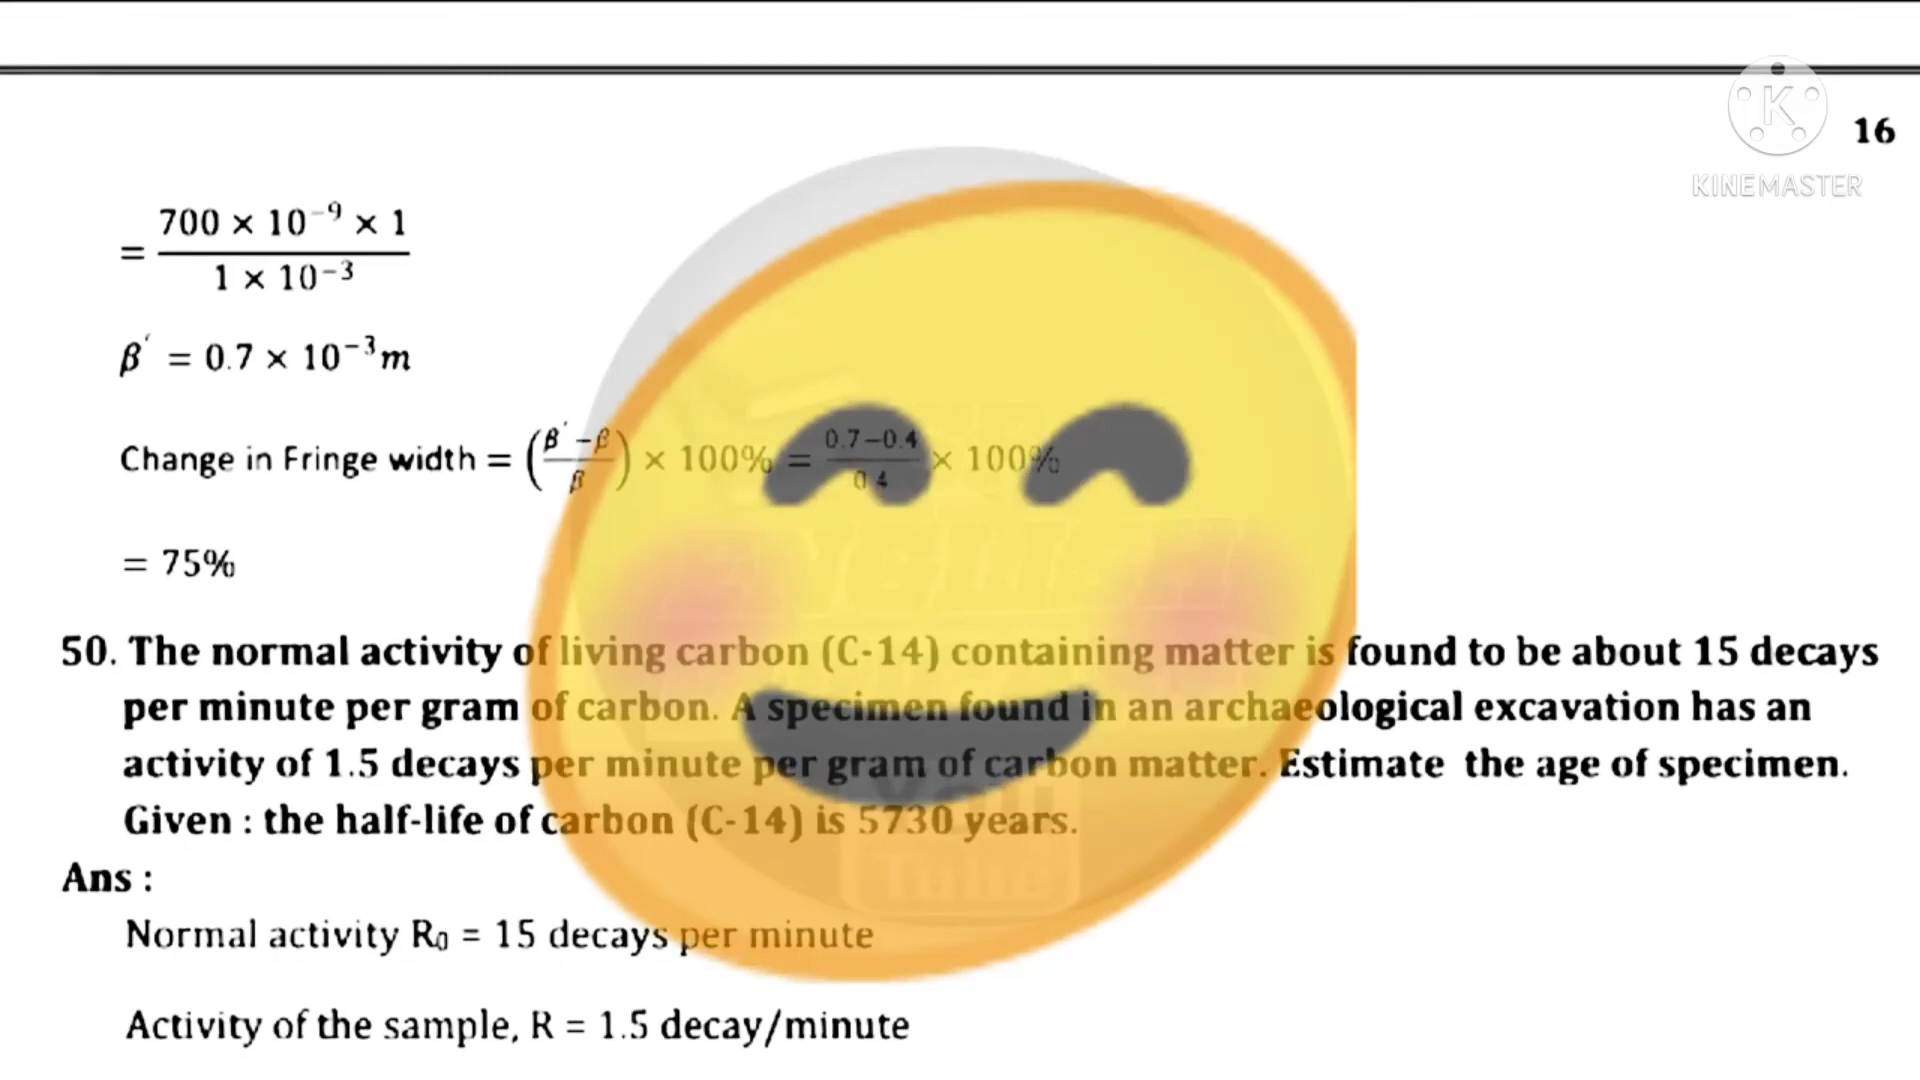 16
KINEMASTER
= 700 × 10⁻⁹ × 1 / 1 × 10⁻³
β′ = 0.7 × 10⁻³ m
Change in Fringe width = (β′ −β / β) × 100% = 0.7−0.4 / 0.4 × 100%
= 75%
50. The normal activity of living carbon (C-14) containing matter is found to be about 15 decays
per minute per gram of carbon. A specimen found in an archaeological excavation has an
activity of 1.5 decays per minute per gram of carbon matter. Estimate the age of specimen.
Given : the half-life of carbon (C-14) is 5730 years.
Ans :
Normal activity R₀ = 15 decays per minute
Activity of the sample, R = 1.5 decay/minute
You
Tube